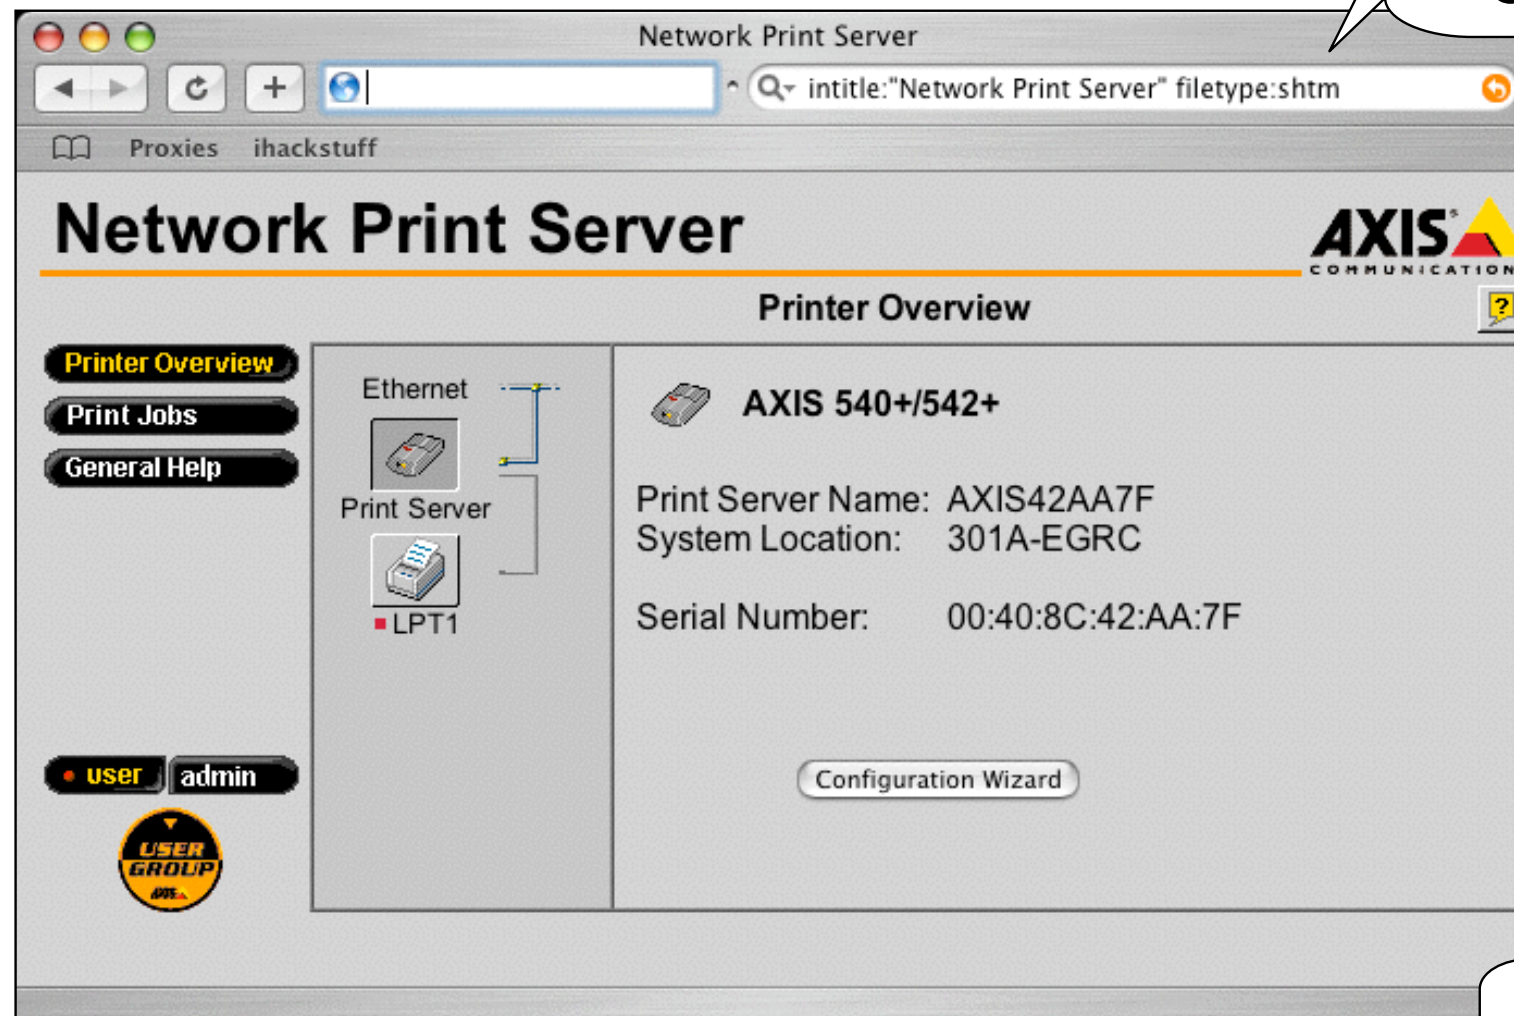 Network Print Server
intitle:"Network Print Server" filetype:shtm
Proxies ihackstuff
Network Print Server
AXIS
COMMUNICATION
Printer Overview
?
Printer Overview
Print Jobs
General Help
Ethernet
Print Server
LPT1
AXIS 540+/542+
Print Server Name: AXIS42AA7F
System Location: 301A-EGRC
Serial Number: 00:40:8C:42:AA:7F
user admin
Configuration Wizard
USER
GROUP
AXIS